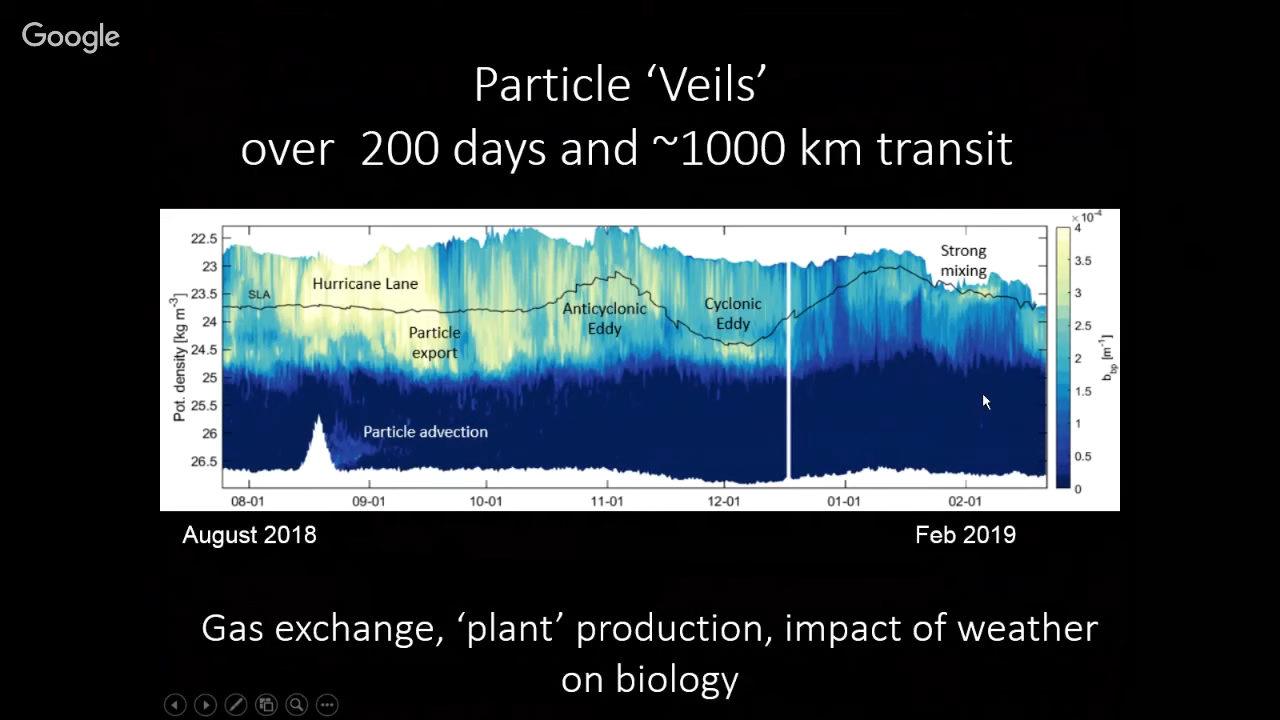 Google
Particle ‘Veils’
over 200 days and ~1000 km transit
×10⁻⁴
22.5
23
23.5
24
24.5
25
25.5
26
26.5
Pot. density [kg m⁻³]
SLA
Hurricane Lane
Particle
export
Anticyclonic
Eddy
Cyclonic
Eddy
Strong
mixing
Particle advection
4
3.5
3
2.5
2
1.5
1
0.5
0
b_bp [m⁻¹]
08-01
09-01
10-01
11-01
12-01
01-01
02-01
August 2018
Feb 2019
Gas exchange, ‘plant’ production, impact of weather
on biology